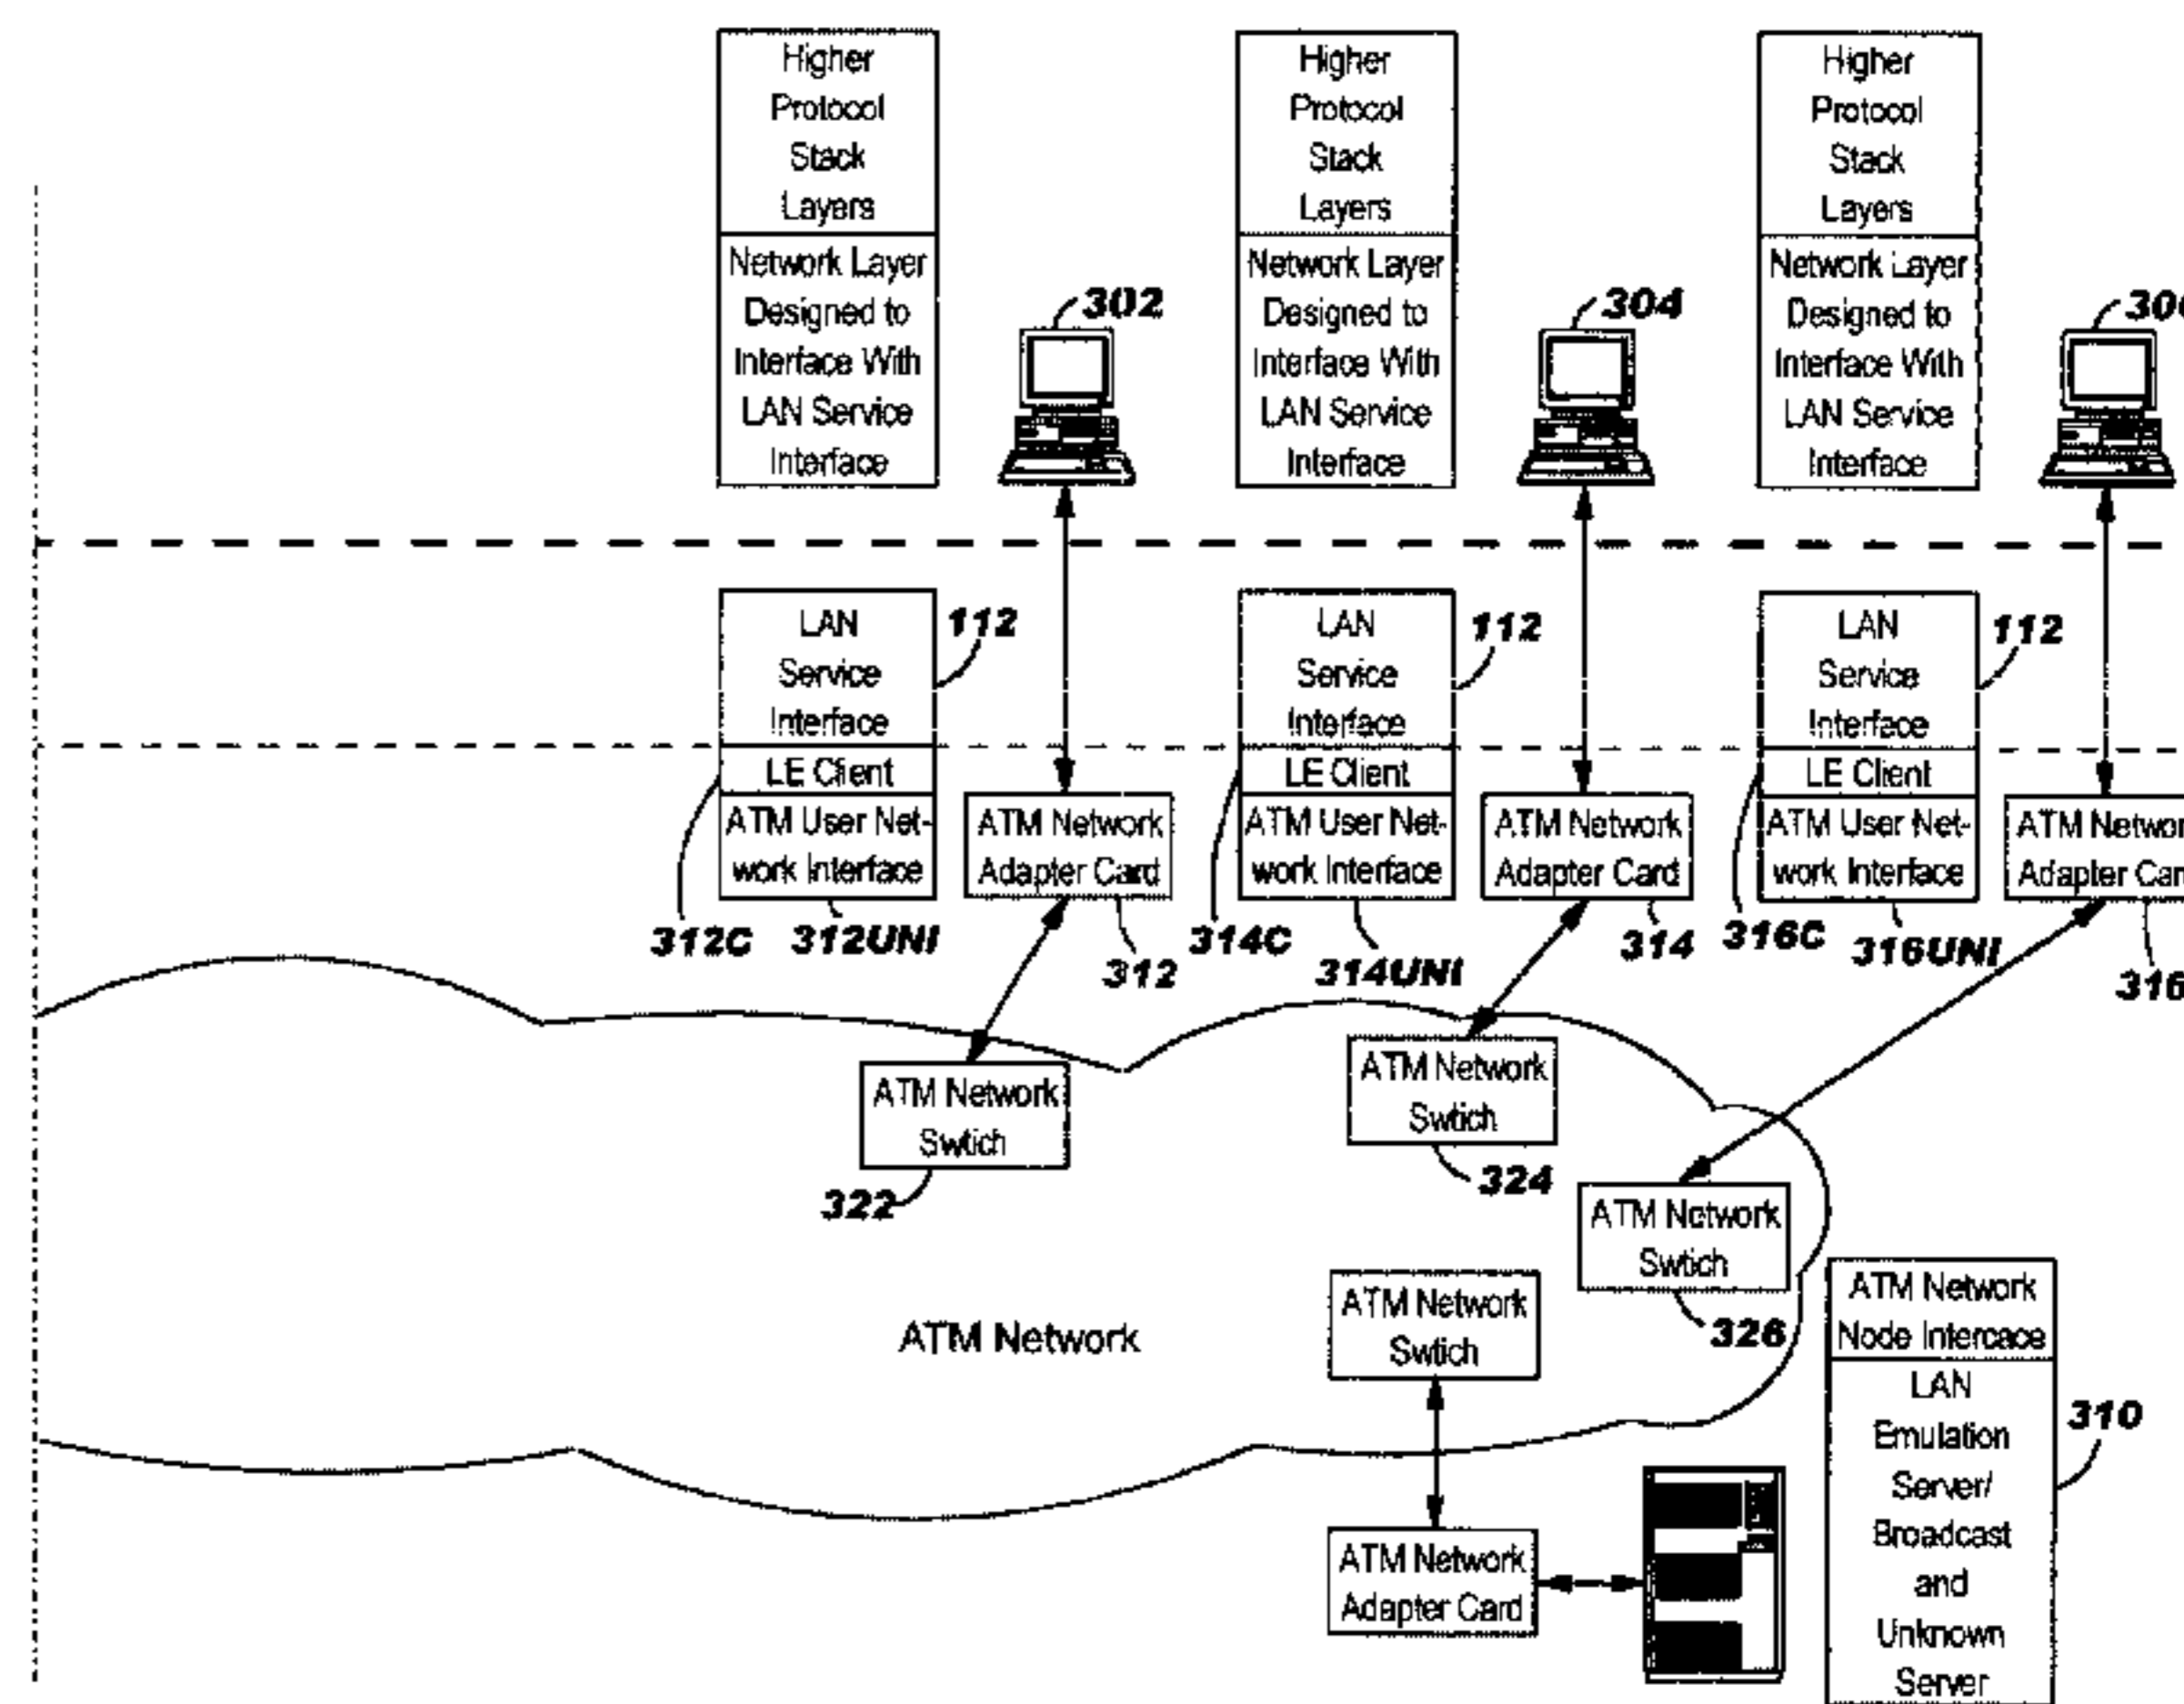 Higher
Protocol
Stack
Layers
Network Layer
Designed to
Interface With
LAN Service
Interface
302
Higher
Protocol
Stack
Layers
Network Layer
Designed to
Interface With
LAN Service
Interface
304
Higher
Protocol
Stack
Layers
Network Layer
Designed to
Interface With
LAN Service
Interface
LAN
Service
Interface
LE Client
ATM User Net-
work Interface
112
312C
312UNI
ATM Network
Adapter Card
312
LAN
Service
Interface
LE Client
ATM User Net-
work Interface
112
314C
314UNI
ATM Network
Adapter Card
314
LAN
Service
Interface
LE Client
ATM User Net-
work Interface
112
316C
316UNI
ATM Networ
Adapter Car
316
ATM Network
Swtich
322
ATM Network
Swtich
324
ATM Network
Swtich
326
ATM Network
ATM Network
Swtich
ATM Network
Adapter Card
ATM Network
Node Intercace
LAN
Emulation
Server/
Broadcast
and
Unknown
Server
310